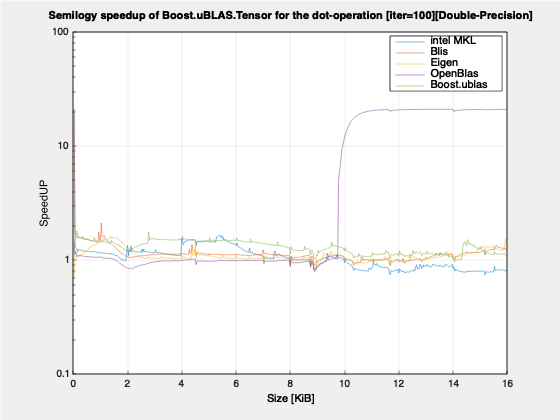 Semilogy speedup of Boost.uBLAS.Tensor for the dot-operation [iter=100][Double-Precision]
100
10
1
0.1
SpeedUP
intel MKL
Blis
Eigen
OpenBlas
Boost.ublas
0 2 4 6 8 10 12 14 16
Size [KiB]